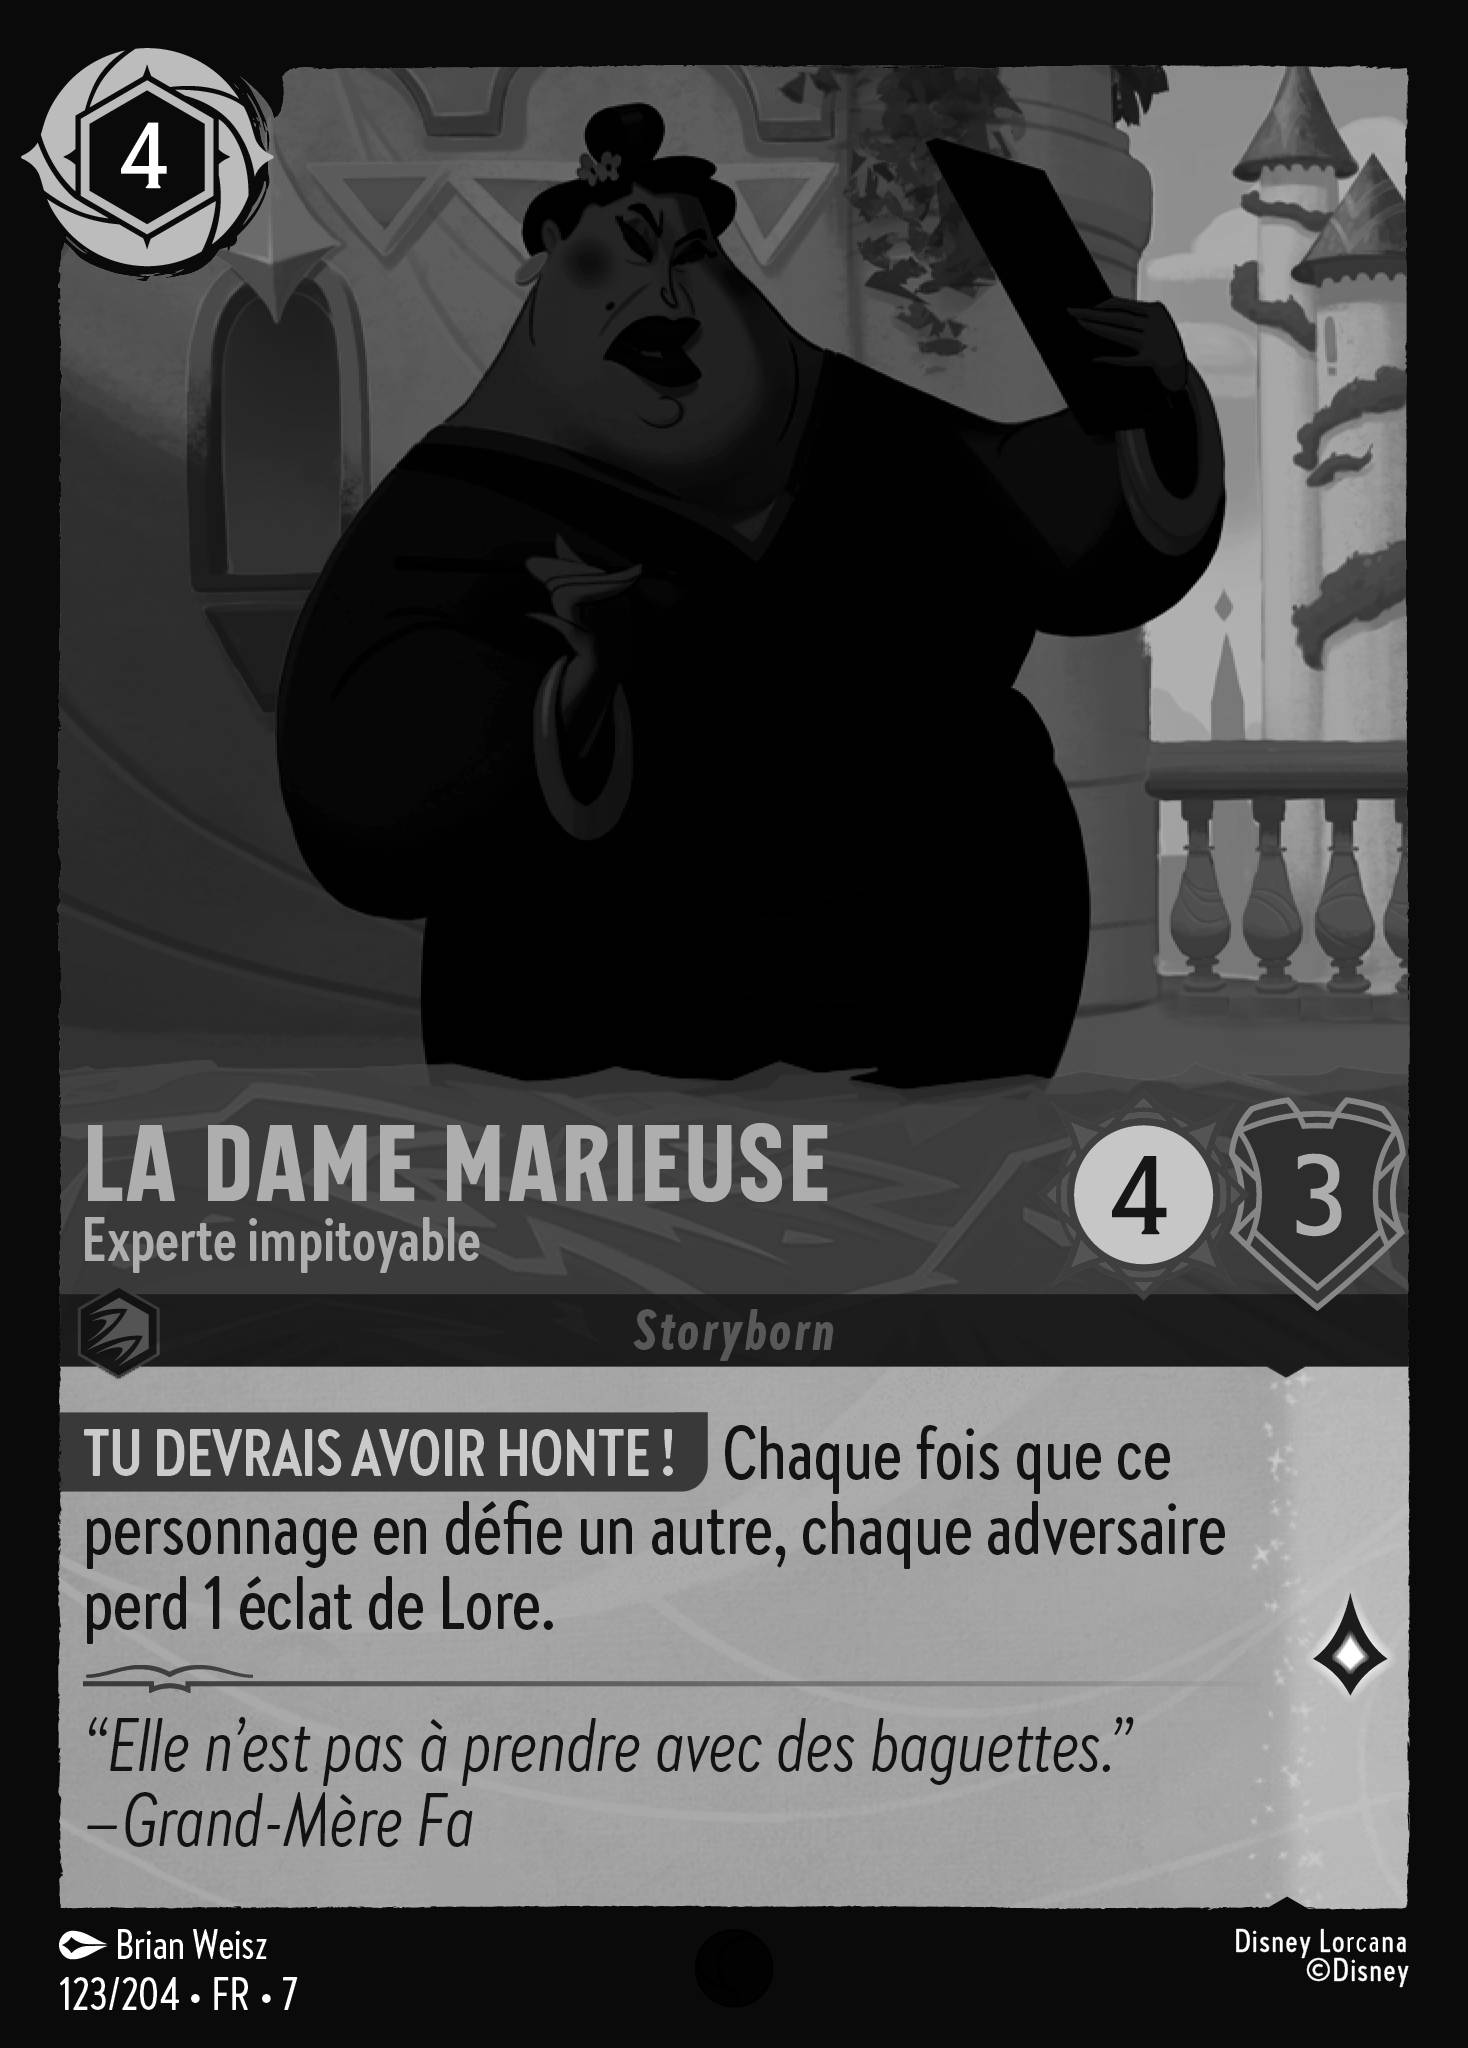 4
LA DAME MARIEUSE
Experte impitoyable
4
3
Storyborn
TU DEVRAIS AVOIR HONTE ! Chaque fois que ce
personnage en défie un autre, chaque adversaire
perd 1 éclat de Lore.
“Elle n’est pas à prendre avec des baguettes.”
–Grand-Mère Fa
Brian Weisz
123/204 • FR • 7
Disney Lorcana
©Disney